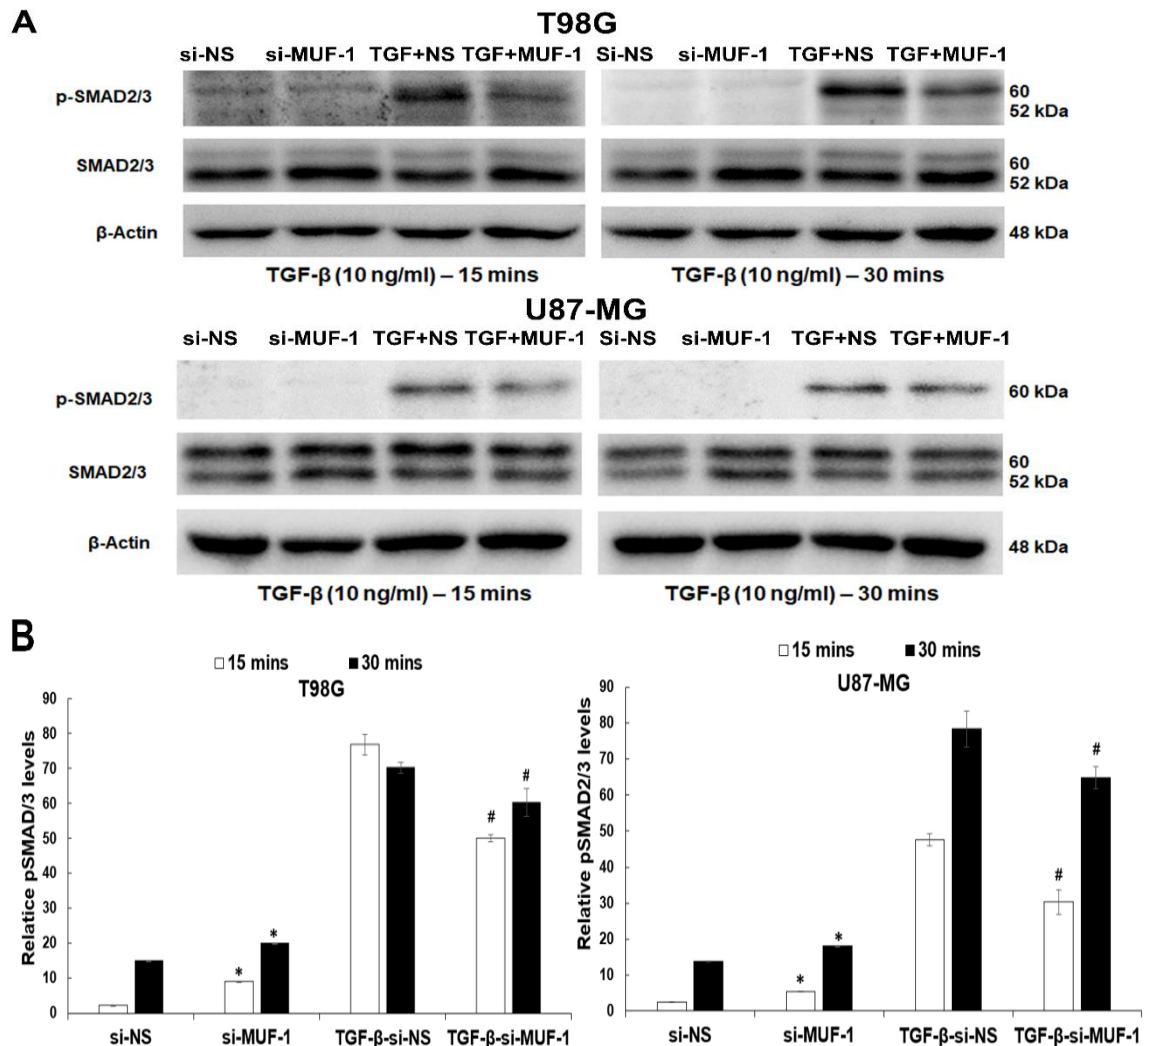 A
T98G
si-NS si-MUF-1 TGF+NS TGF+MUF-1 Si-NS si-MUF-1 TGF+NS TGF+MUF-1
p-SMAD2/3
60
52 kDa
SMAD2/3
60
52 kDa
β-Actin
48 kDa
TGF-β (10 ng/ml) – 15 mins
TGF-β (10 ng/ml) – 30 mins
U87-MG
si-NS si-MUF-1 TGF+NS TGF+MUF-1 Si-NS si-MUF-1 TGF+NS TGF+MUF-1
p-SMAD2/3
60 kDa
SMAD2/3
60
52 kDa
β-Actin
48 kDa
TGF-β (10 ng/ml) – 15 mins
TGF-β (10 ng/ml) – 30 mins
B
15 mins 30 mins
T98G
Relatice pSMAD/3 levels
90
80
70
60
50
40
30
20
10
0
*
*
#
#
si-NS si-MUF-1 TGF-β-si-NS TGF-β-si-MUF-1
15 mins 30 mins
U87-MG
Relative pSMAD2/3 levels
90
80
70
60
50
40
30
20
10
0
*
*
#
#
si-NS si-MUF-1 TGF-β-si-NS TGF-β-si-MUF-1